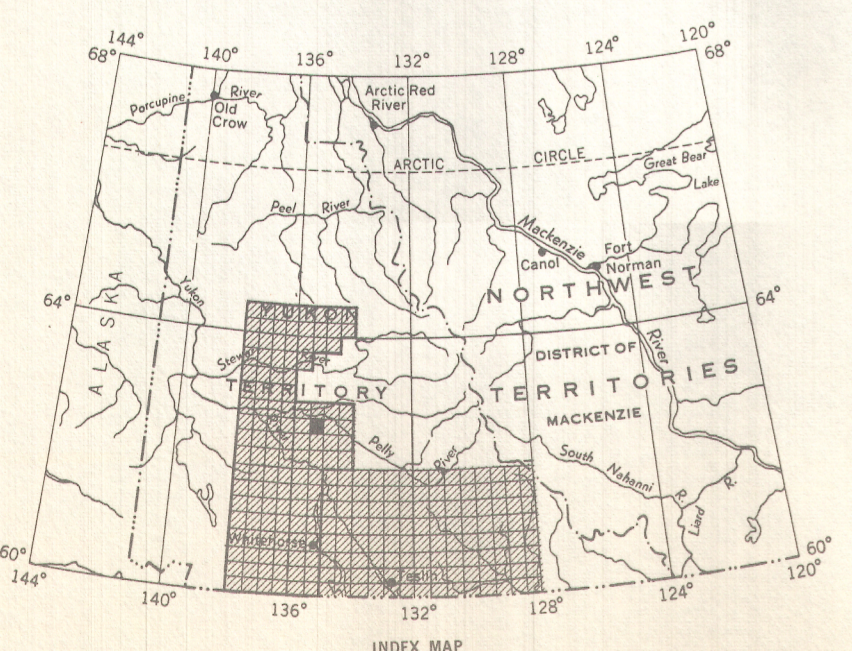 144° 140° 136° 132° 128° 124° 120°
68° 68°
Porcupine River
Old
Crow
Arctic Red
River
ARCTIC CIRCLE
Great Bear
Lake
Peel River
Mackenzie
Canol
Fort
Norman
Yukon
ALASKA
NORTHWEST
64° 64°
YUKON
River
DISTRICT OF
Stewart River
TERRITORY
TERRITORIES
MACKENZIE
Pelly
River
South
Nahanni
R.
R.
Liard
Whitehorse
Teslin
60° 60°
144° 140° 136° 132° 128° 124° 120°
INDEX MAP